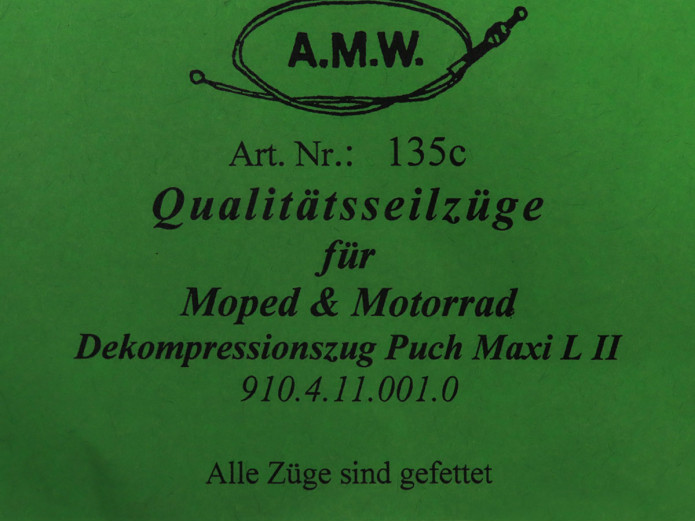 A.M.W.
Art. Nr.: 135c
Qualitätsseilzüge
für
Moped & Motorrad
Dekompressionszug Puch Maxi L II
910.4.11.001.0
Alle Züge sind gefettet